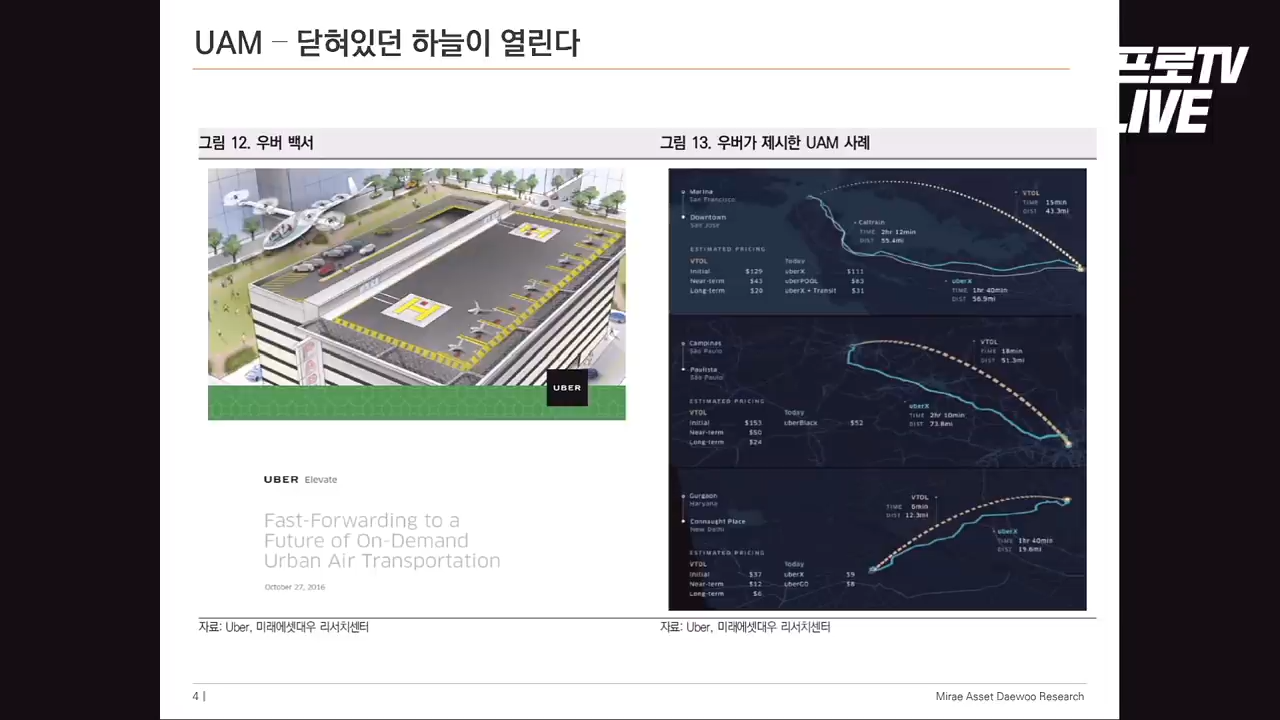 UAM – 닫혀있던 하늘이 열린다
프로TV
LIVE
그림 12. 우버 백서
UBER
UBER Elevate
Fast-Forwarding to a
Future of On-Demand
Urban Air Transportation
October 27, 2016
자료: Uber, 미래에셋대우 리서치센터
그림 13. 우버가 제시한 UAM 사례
Marina
San Francisco
Downtown
San Jose
VTOL
TIME 15min
DIST 43.3mi
Caltrain
TIME 2hr 12min
DIST 55.4mi
uberX
TIME 1hr 40min
DIST 56.9mi
ESTIMATED PRICING
VTOL Today
Initial $129 uberX $111
Near-term $43 uberPOOL $83
Long-term $20 uberX + Transit $31
Campinas
São Paulo
Paulista
São Paulo
VTOL
TIME 18min
DIST 51.3mi
uberX
TIME 2hr 10min
DIST 73.8mi
ESTIMATED PRICING
VTOL Today
Initial $153 uberBlack $52
Near-term $50
Long-term $24
Gurgaon
Haryana
Connaught Place
New Delhi
VTOL
TIME 6min
DIST 12.3mi
uberX
TIME 1hr 40min
DIST 19.6mi
ESTIMATED PRICING
VTOL Today
Initial $37 uberX $9
Near-term $12 uberGO $8
Long-term $6
자료: Uber, 미래에셋대우 리서치센터
4 |
Mirae Asset Daewoo Research